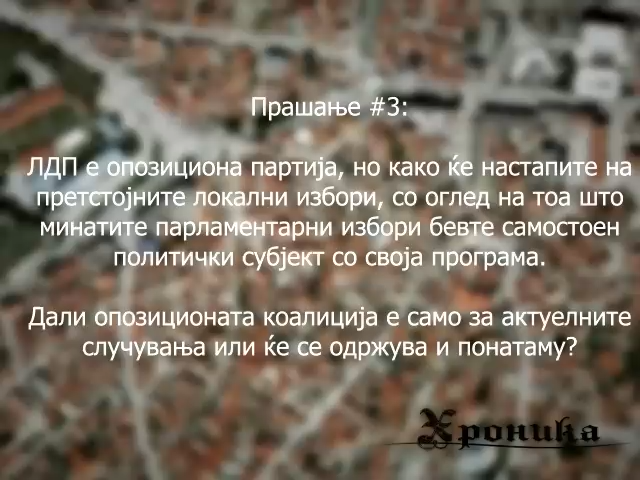 Прашање #3:
ЛДП е опозициона партија, но како ќе настапите на
претстојните локални избори, со оглед на тоа што
минатите парламентарни избори бевте самостоен
политички субјект со своја програма.
Дали опозиционата коалиција е само за актуелните
случувања или ќе се одржува и понатаму?
Хроника